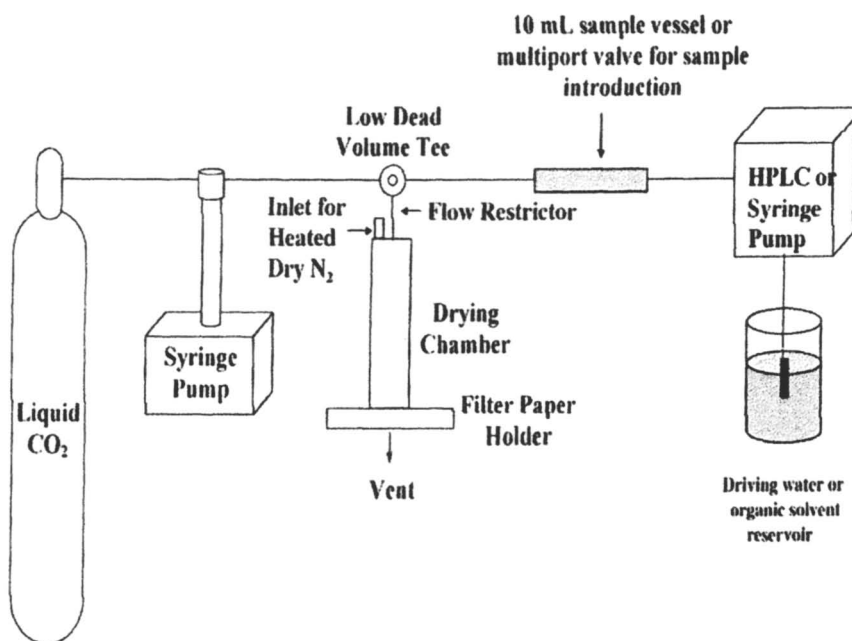 10 mL sample vessel or
multiport valve for sample
introduction
Low Dead
Volume Tee
HPLC or
Syringe
Pump
Inlet for
Heated
Dry N₂
Flow Restrictor
Drying
Chamber
Syringe
Pump
Liquid
CO₂
Filter Paper
Holder
Vent
Driving water or
organic solvent
reservoir